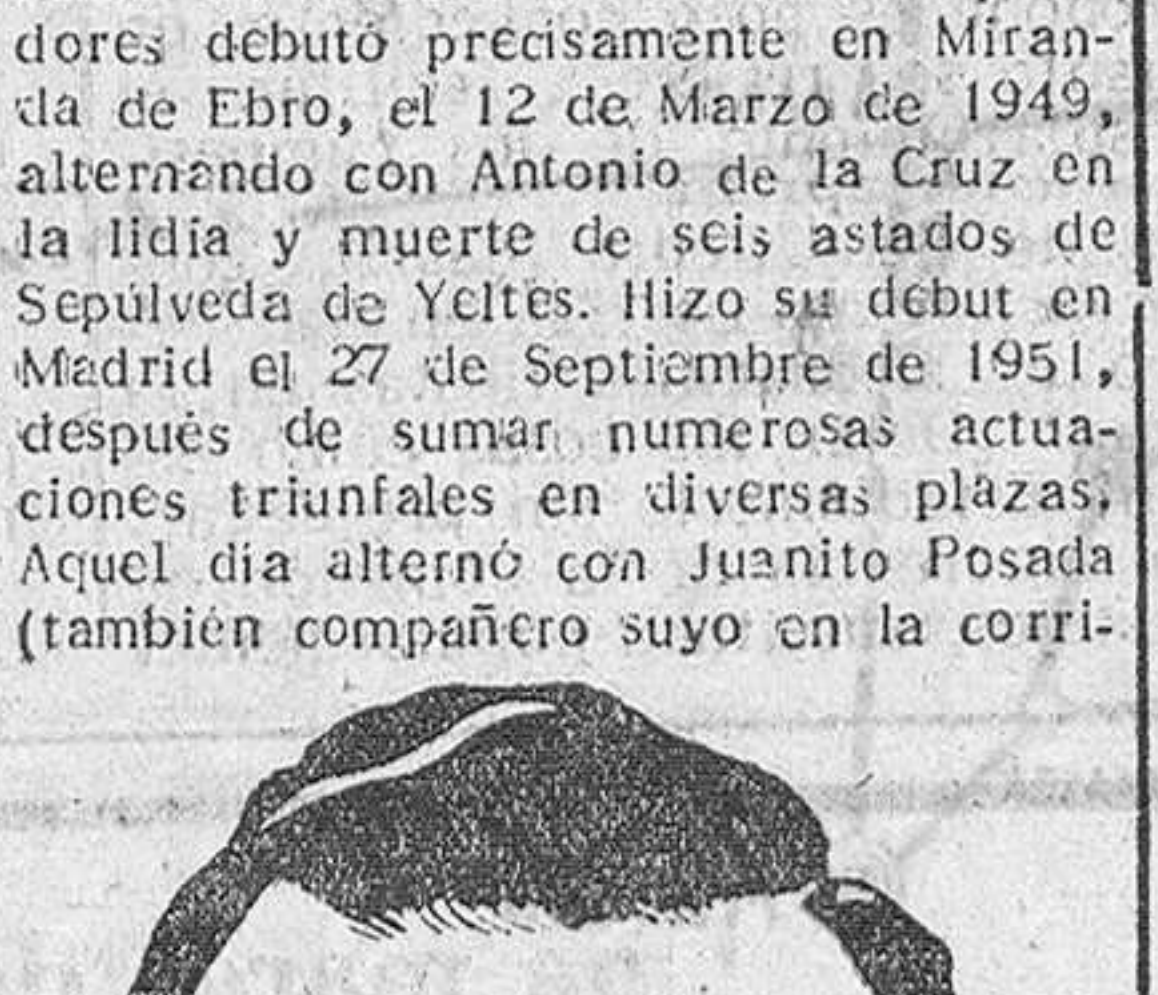 dores debutó precisamente en Miran-
da de Ebro, el 12 de Marzo de 1949,
alternando con Antonio de la Cruz en
la lidia y muerte de seis astados de
Sepúlveda de Yeltes. Hizo su debut en
Madrid el 27 de Septiembre de 1951,
después de sumar numerosas actua-
ciones triunfales en diversas plazas.
Aquel día alternó con Juanito Posada
(también compañero suyo en la corri-